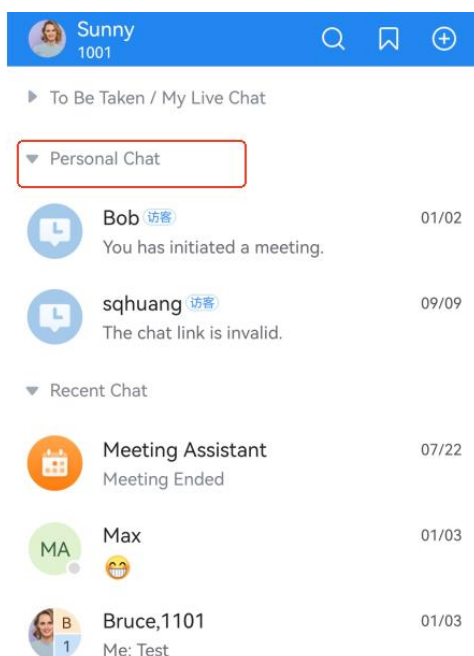 Sunny
1001
To Be Taken / My Live Chat
Personal Chat
Bob 访客 01/02
You has initiated a meeting.
sqhuang 访客 09/09
The chat link is invalid.
Recent Chat
Meeting Assistant 07/22
Meeting Ended
MA Max 01/03
😁
B Bruce,1101 01/03
1 Me: Test